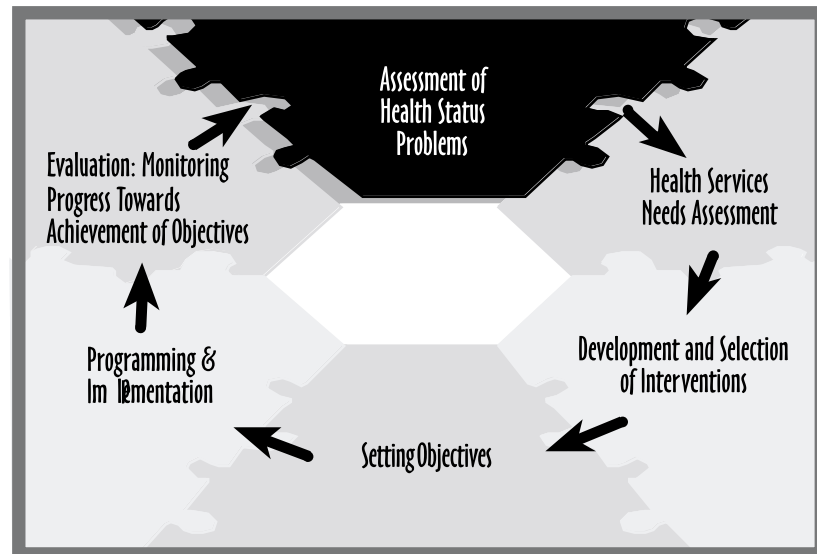 Assessment of
Health Status
Problems
Health Services
Needs Assessment
Development and Selection
of Interventions
Setting Objectives
Programming &
Evaluation: Monitoring
Progress Towards
Achievement of Objectives